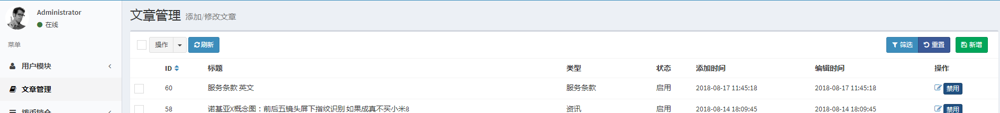 Administrator
在线
菜单
用户模块
文章管理
文章管理 添加/修改文章
操作 刷新 筛选 重置 新增
ID 标题 类型 状态 添加时间 编辑时间 操作
60 服务条款 英文 服务条款 启用 2018-08-17 11:45:18 2018-08-17 11:45:18 禁用
58 诺基亚X概念图：前后五镜头屏下指纹识别 如果成真不买小米8 资讯 启用 2018-08-14 18:09:45 2018-08-14 18:09:45 禁用